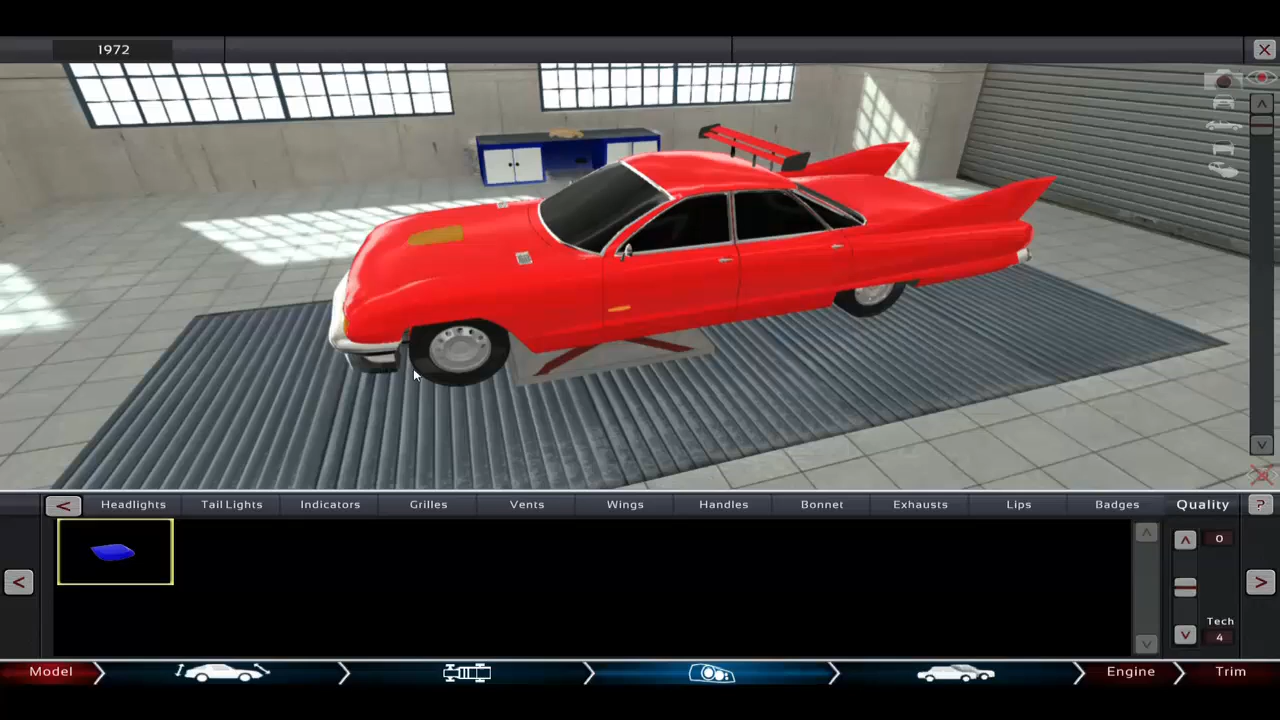 1972
Headlights Tail Lights Indicators Grilles Vents Wings Handles Bonnet Exhausts Lips Badges Quality ?
0
Tech
4
Model Engine Trim